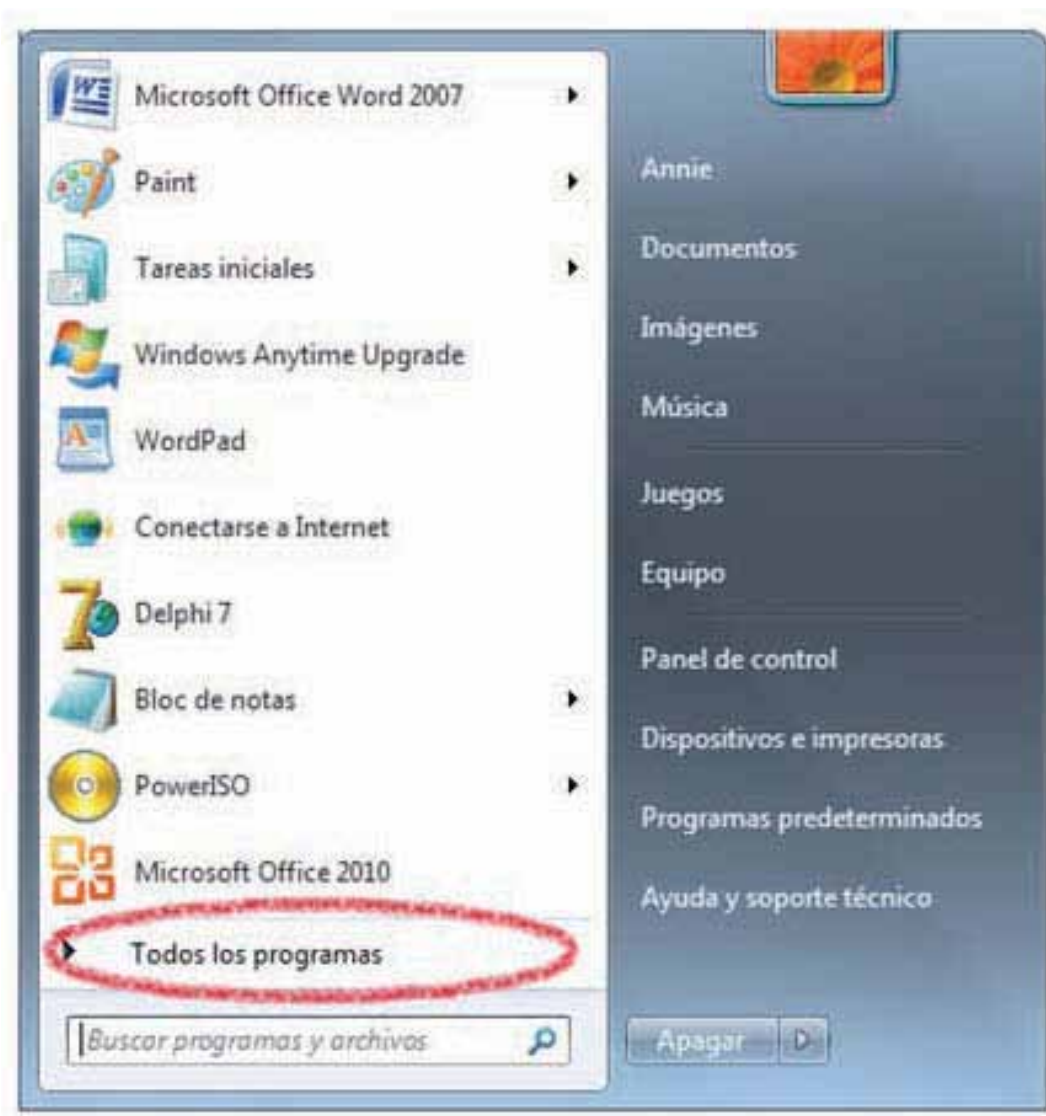 Microsoft Office Word 2007
Paint
Tareas iniciales
Windows Anytime Upgrade
WordPad
Conectarse a Internet
Delphi 7
Bloc de notas
PowerISO
Microsoft Office 2010
Todos los programas
Buscar programas y archivos
Annie
Documentos
Imágenes
Música
Juegos
Equipo
Panel de control
Dispositivos e impresoras
Programas predeterminados
Ayuda y soporte técnico
Apagar